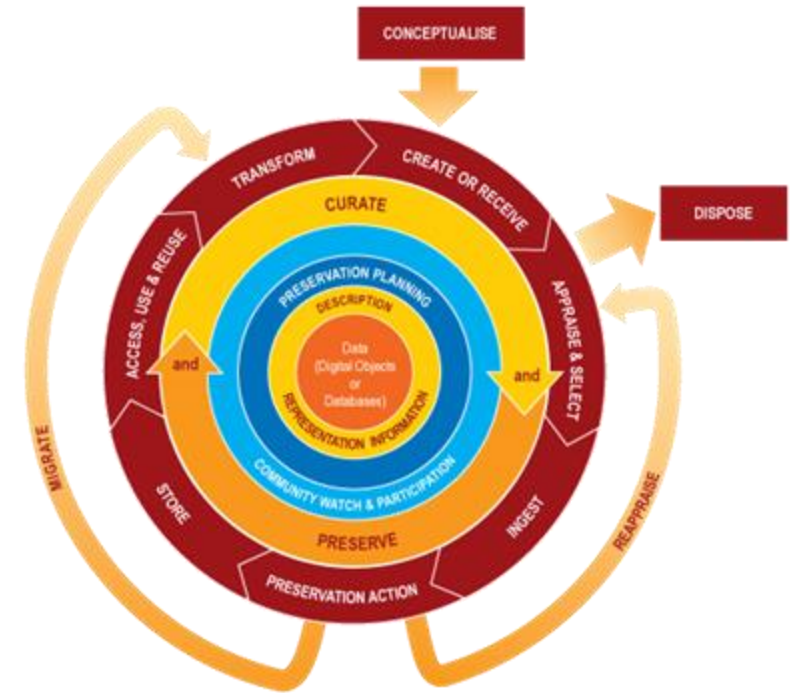 CONCEPTUALISE
TRANSFORM
CREATE OR RECEIVE
DISPOSE
CURATE
ACCESS, USE & REUSE
APPRAISE & SELECT
PRESERVATION PLANNING
DESCRIPTION
Data
(Digital Objects
or
Databases)
and
and
REPRESENTATION INFORMATION
COMMUNITY WATCH & PARTICIPATION
MIGRATE
STORE
INGEST
REAPPRAISE
PRESERVE
PRESERVATION ACTION